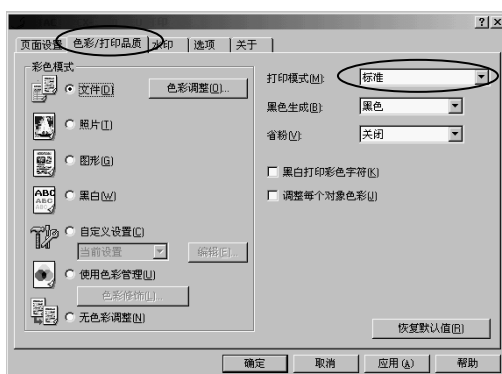 页面设置 色彩/打印品质 水印 选项 关于
彩色模式
文件(D) 色彩调整(O)...
照片(T)
图形(G)
ABC
ABC
黑白(W)
自定义设置(C)
当前设置 编辑(E)...
使用色彩管理(U)
色彩修饰(L)...
无色彩调整(N)
打印模式(M): 标准
黑色生成(B): 黑色
省粉(V): 关闭
黑白打印彩色字符(K)
调整每个对象色彩(J)
恢复默认值(R)
确定 取消 应用(A) 帮助